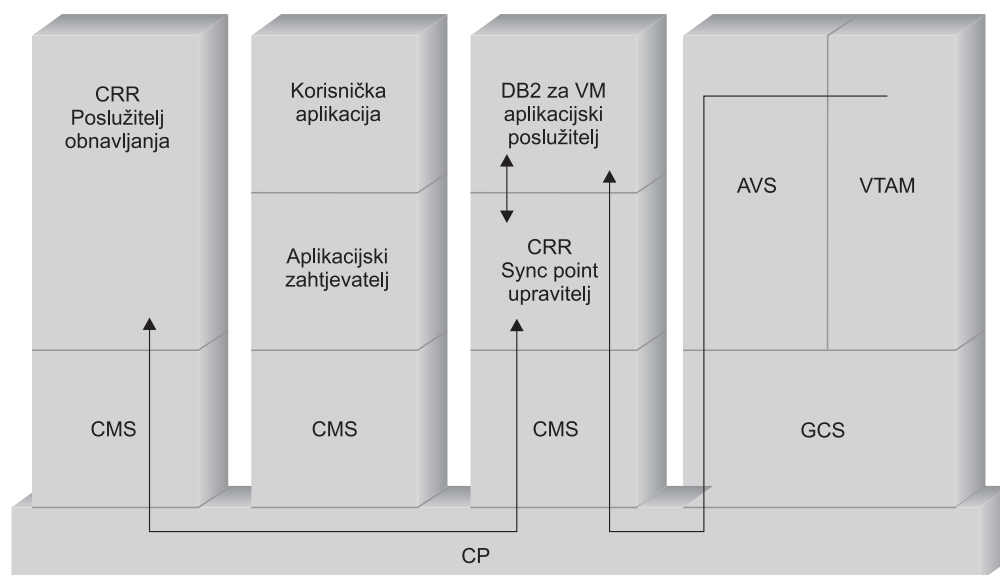 CRR
Poslužitelj
obnavljanja
Korisnička
aplikacija
DB2 za VM
aplikacijski
poslužitelj
AVS
VTAM
Aplikacijski
zahtjevatelj
CRR
Sync point
upravitelj
CMS
CMS
CMS
GCS
CP